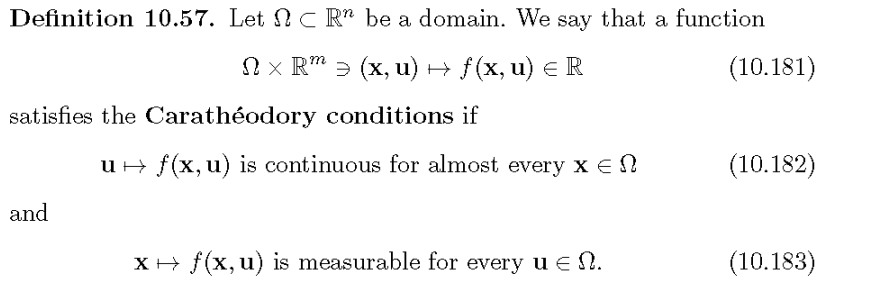 Definition 10.57. Let Ω ⊂ ℝⁿ be a domain. We say that a function
Ω × ℝᵐ ∋ (x, u) ↦ f(x, u) ∈ ℝ (10.181)
satisfies the Carathéodory conditions if
u ↦ f(x, u) is continuous for almost every x ∈ Ω (10.182)
and
x ↦ f(x, u) is measurable for every u ∈ Ω. (10.183)